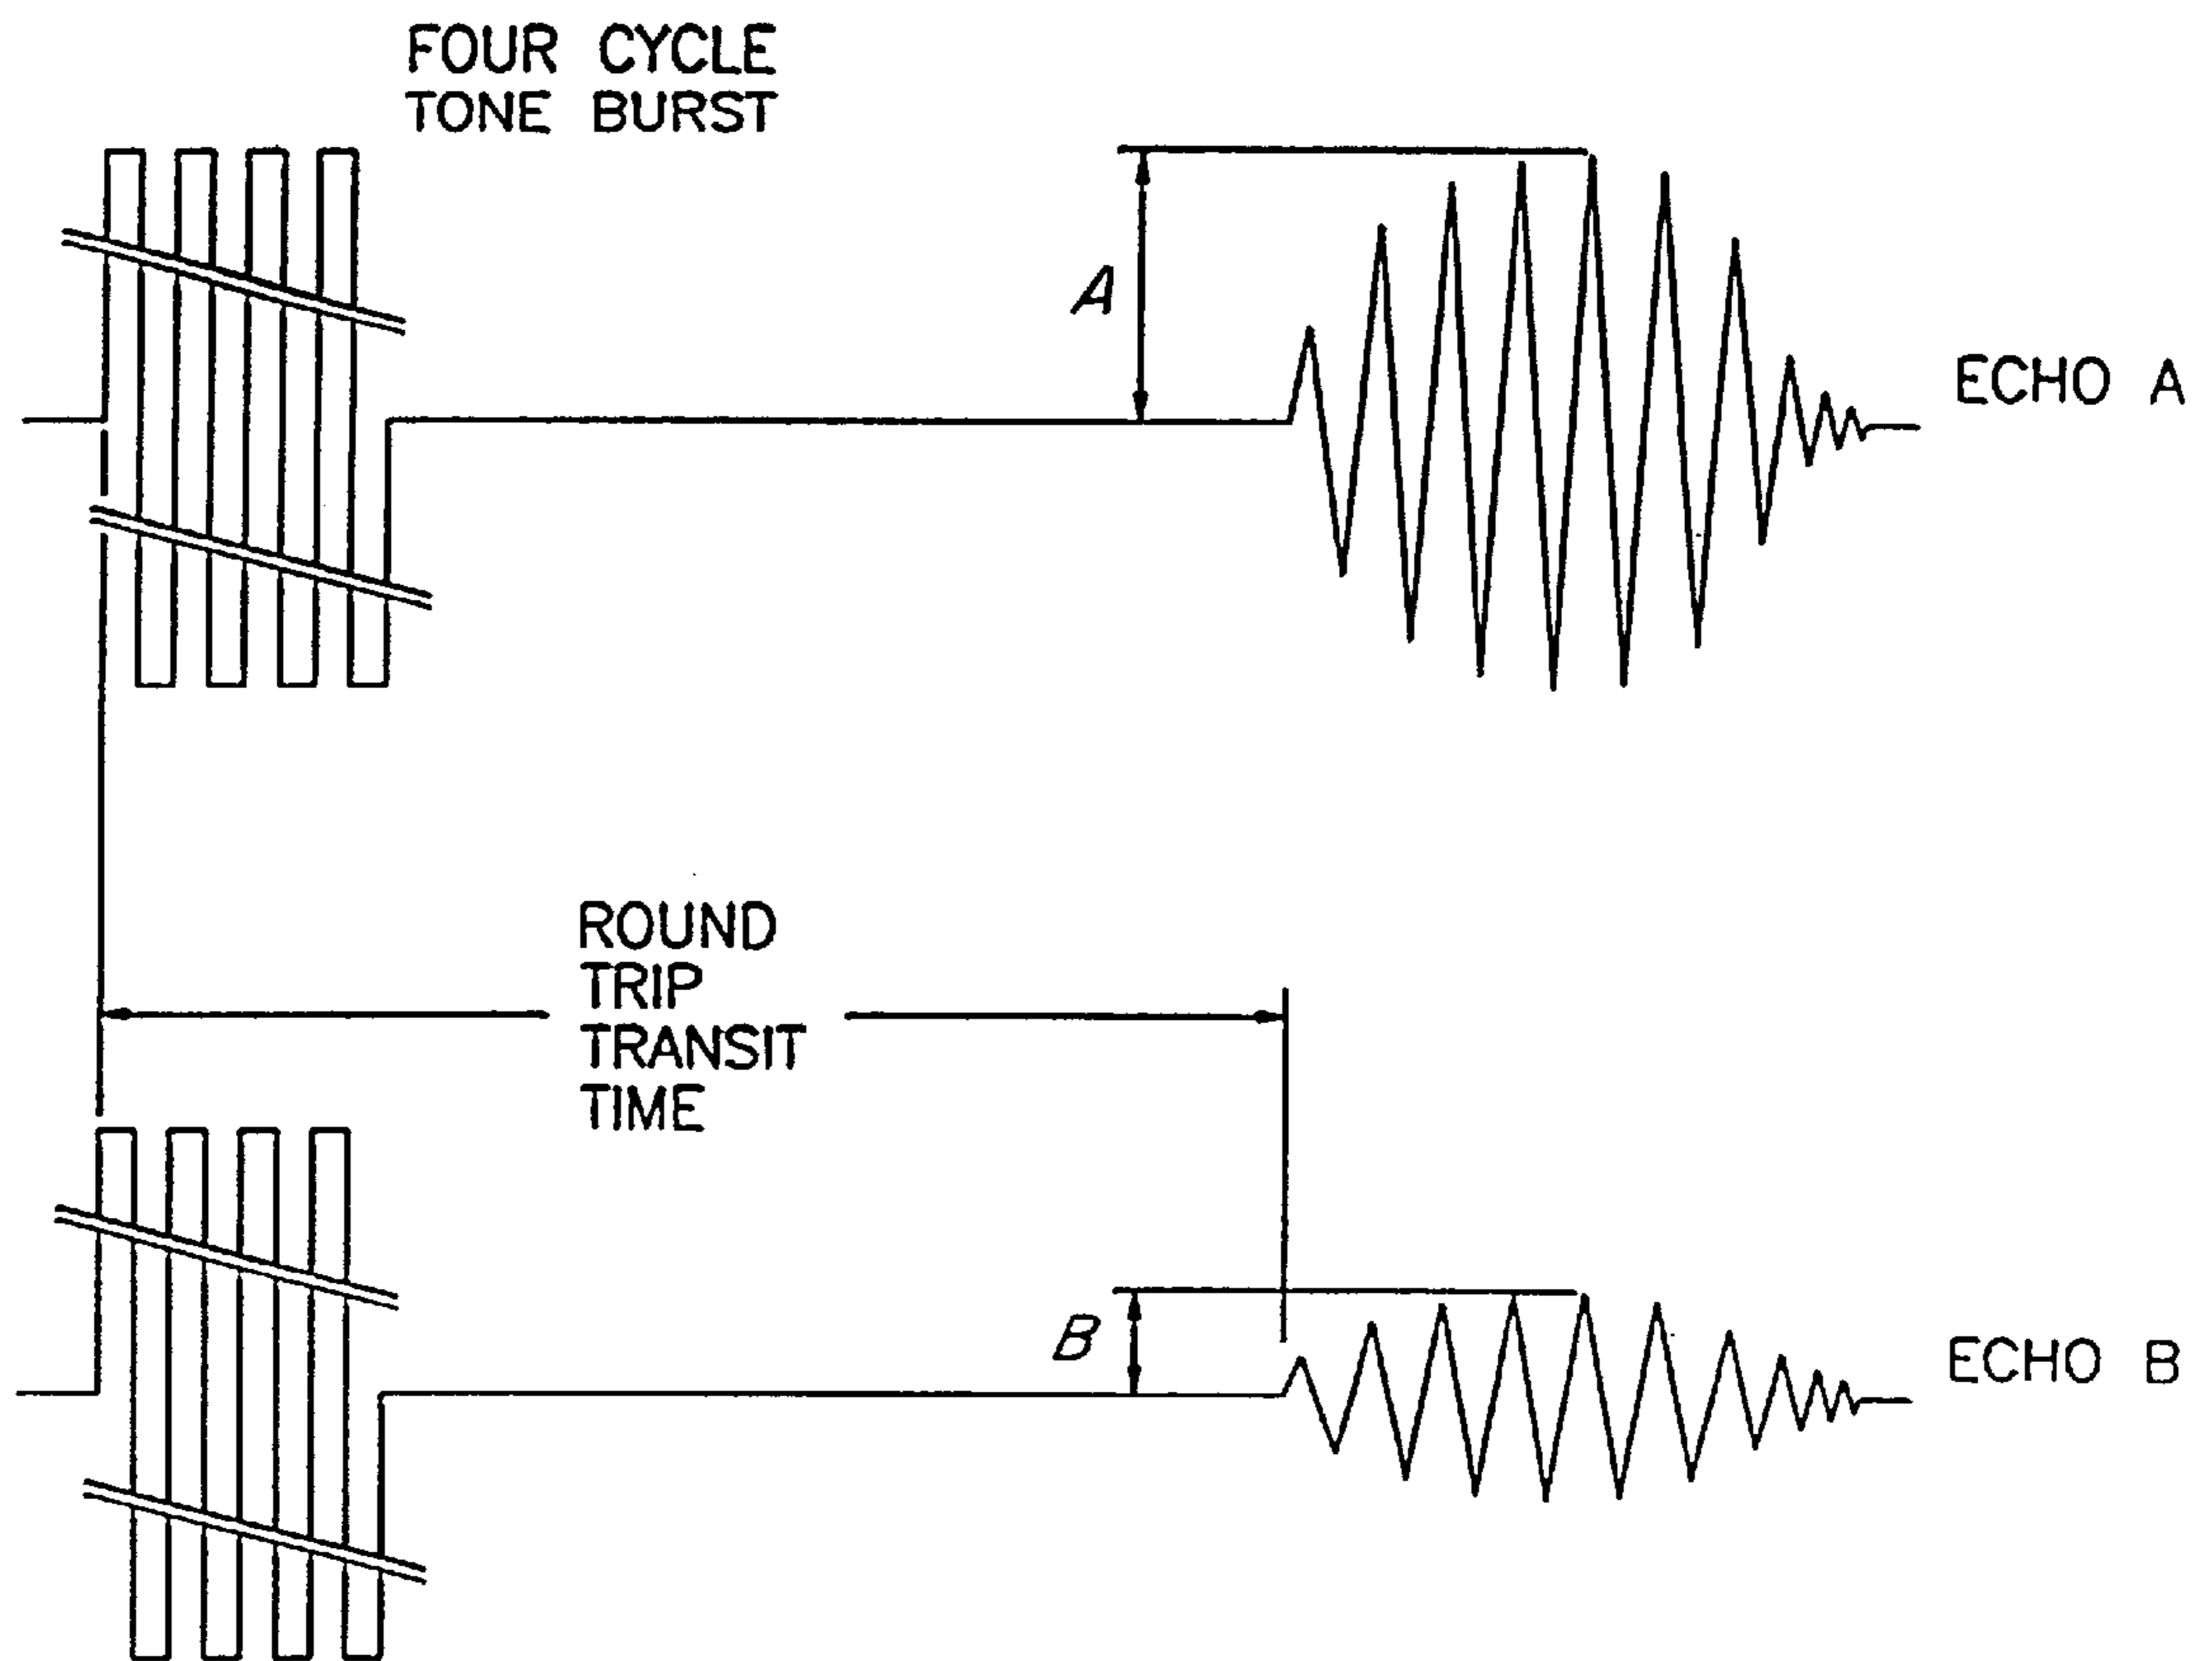 FOUR CYCLE
TONE BURST
A
ECHO A
ROUND
TRIP
TRANSIT
TIME
B
ECHO B